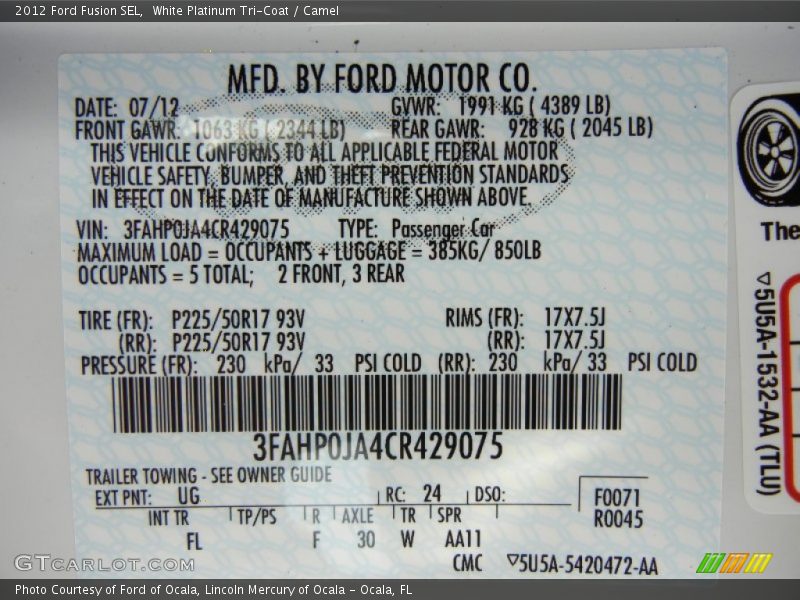 2012 Ford Fusion SEL,  White Platinum Tri-Coat / Camel
MFD. BY FORD MOTOR CO.
DATE: 07/12 GVWR: 1991 KG ( 4389 LB)
FRONT GAWR: 1063 KG ( 2344 LB) REAR GAWR: 928 KG ( 2045 LB)
THIS VEHICLE CONFORMS TO ALL APPLICABLE FEDERAL MOTOR
VEHICLE SAFETY, BUMPER, AND THEFT PREVENTION STANDARDS
IN EFFECT ON THE DATE OF MANUFACTURE SHOWN ABOVE.
VIN: 3FAHP0JA4CR429075 TYPE: Passenger Car
MAXIMUM LOAD = OCCUPANTS + LUGGAGE = 385KG/ 850LB
OCCUPANTS = 5 TOTAL; 2 FRONT, 3 REAR
TIRE (FR): P225/50R17 93V RIMS (FR): 17X7.5J
(RR): P225/50R17 93V (RR): 17X7.5J
PRESSURE (FR): 230 kPa/ 33 PSI COLD (RR): 230 kPa/ 33 PSI COLD
3FAHP0JA4CR429075
TRAILER TOWING - SEE OWNER GUIDE
EXT PNT: UG RC: 24 DSO: F0071
INT TR TP/PS R AXLE TR SPR R0045
FL F 30 W AA11
CMC ▽5U5A-5420472-AA
The
▽5U5A-1532-AA (TLU)
GTCARLOT.COM
Photo Courtesy of Ford of Ocala, Lincoln Mercury of Ocala – Ocala, FL